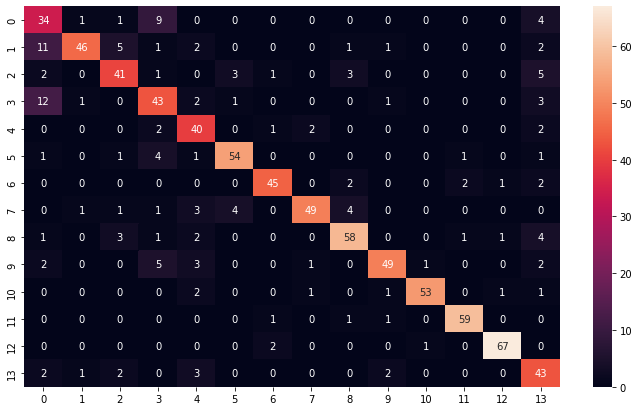 0 34 1 1 9 0 0 0 0 0 0 0 0 0 4
1 11 46 5 1 2 0 0 0 1 1 0 0 0 2
2 2 0 41 1 0 3 1 0 3 0 0 0 0 5
3 12 1 0 43 2 1 0 0 0 1 0 0 0 3
4 0 0 0 2 40 0 1 2 0 0 0 0 0 2
5 1 0 1 4 1 54 0 0 0 0 0 1 0 1
6 0 0 0 0 0 0 45 0 2 0 0 2 1 2
7 0 1 1 1 3 4 0 49 4 0 0 0 0 0
8 1 0 3 1 2 0 0 0 58 0 0 1 1 4
9 2 0 0 5 3 0 0 1 0 49 1 0 0 2
10 0 0 0 0 2 0 0 1 0 1 53 0 1 1
11 0 0 0 0 0 0 1 0 1 1 0 59 0 0
12 0 0 0 0 0 0 2 0 0 0 1 0 67 0
13 2 1 2 0 3 0 0 0 0 2 0 0 0 43
0 1 2 3 4 5 6 7 8 9 10 11 12 13
60
50
40
30
20
10
0